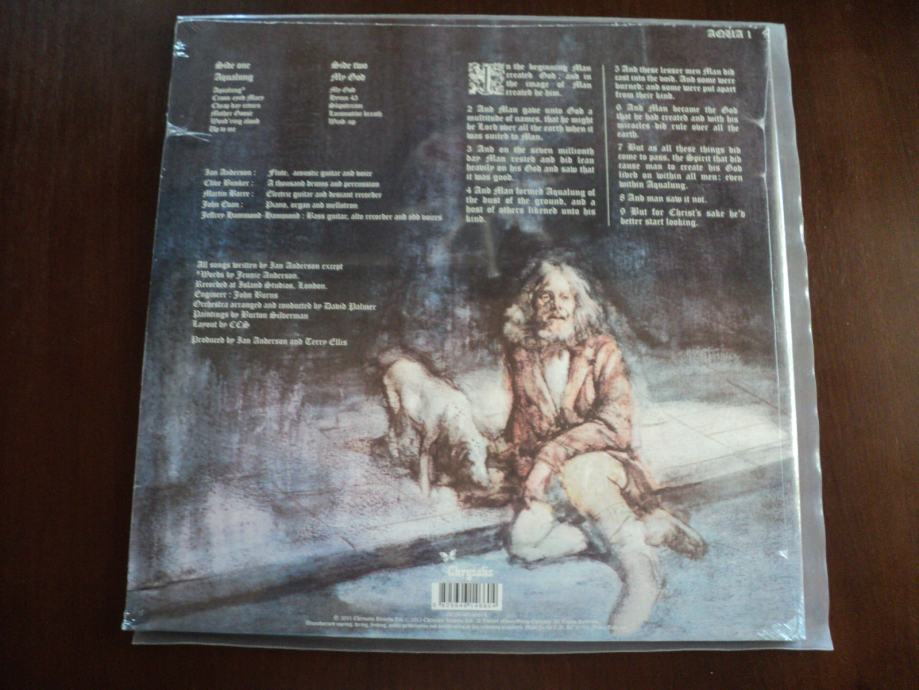 AQUA 1
Side one
Aqualung
Aqualung*
Cross-eyed Mary
Cheap day return
Mother Goose
Wond'ring aloud
Up to me
Side two
My God
My God
Hymn 43
Slipstream
Locomotive breath
Wind-up
Ian Anderson : Flute, acoustic guitar and voice
Clive Bunker : A thousand drums and percussion
Martin Barre : Electric guitar and descant recorder
John Evan : Piano, organ and mellotron
Jeffrey Hammond-Hammond : Bass guitar, alto recorder and odd voices
All songs written by Ian Anderson except
*Words by Jennie Anderson.
Recorded at Island Studios, London.
Engineer : John Burns
Orchestra arranged and conducted by David Palmer
Paintings by Burton Silverman
Layout by CCS
Produced by Ian Anderson and Terry Ellis
In the beginning Man
created God ; and in
the image of Man
created he him.
2 And Man gave unto God a
multitude of names, that he might
be Lord over all the earth when it
was suited to Man.
3 And on the seven millionth
day Man rested and did lean
heavily on his God and saw that
it was good.
4 And Man formed Aqualung of
the dust of the ground, and a
host of others likened unto his
kind.
5 And these lesser men Man did
cast into the void. And some were
burned; and some were put apart
from their kind.
6 And Man became the God
that he had created and with his
miracles did rule over all the
earth.
7 But as all these things did
come to pass, the Spirit that did
cause man to create his God
lived on within all men: even
within Aqualung.
8 And man saw it not.
9 But for Christ's sake he'd
better start looking.
Chrysalis